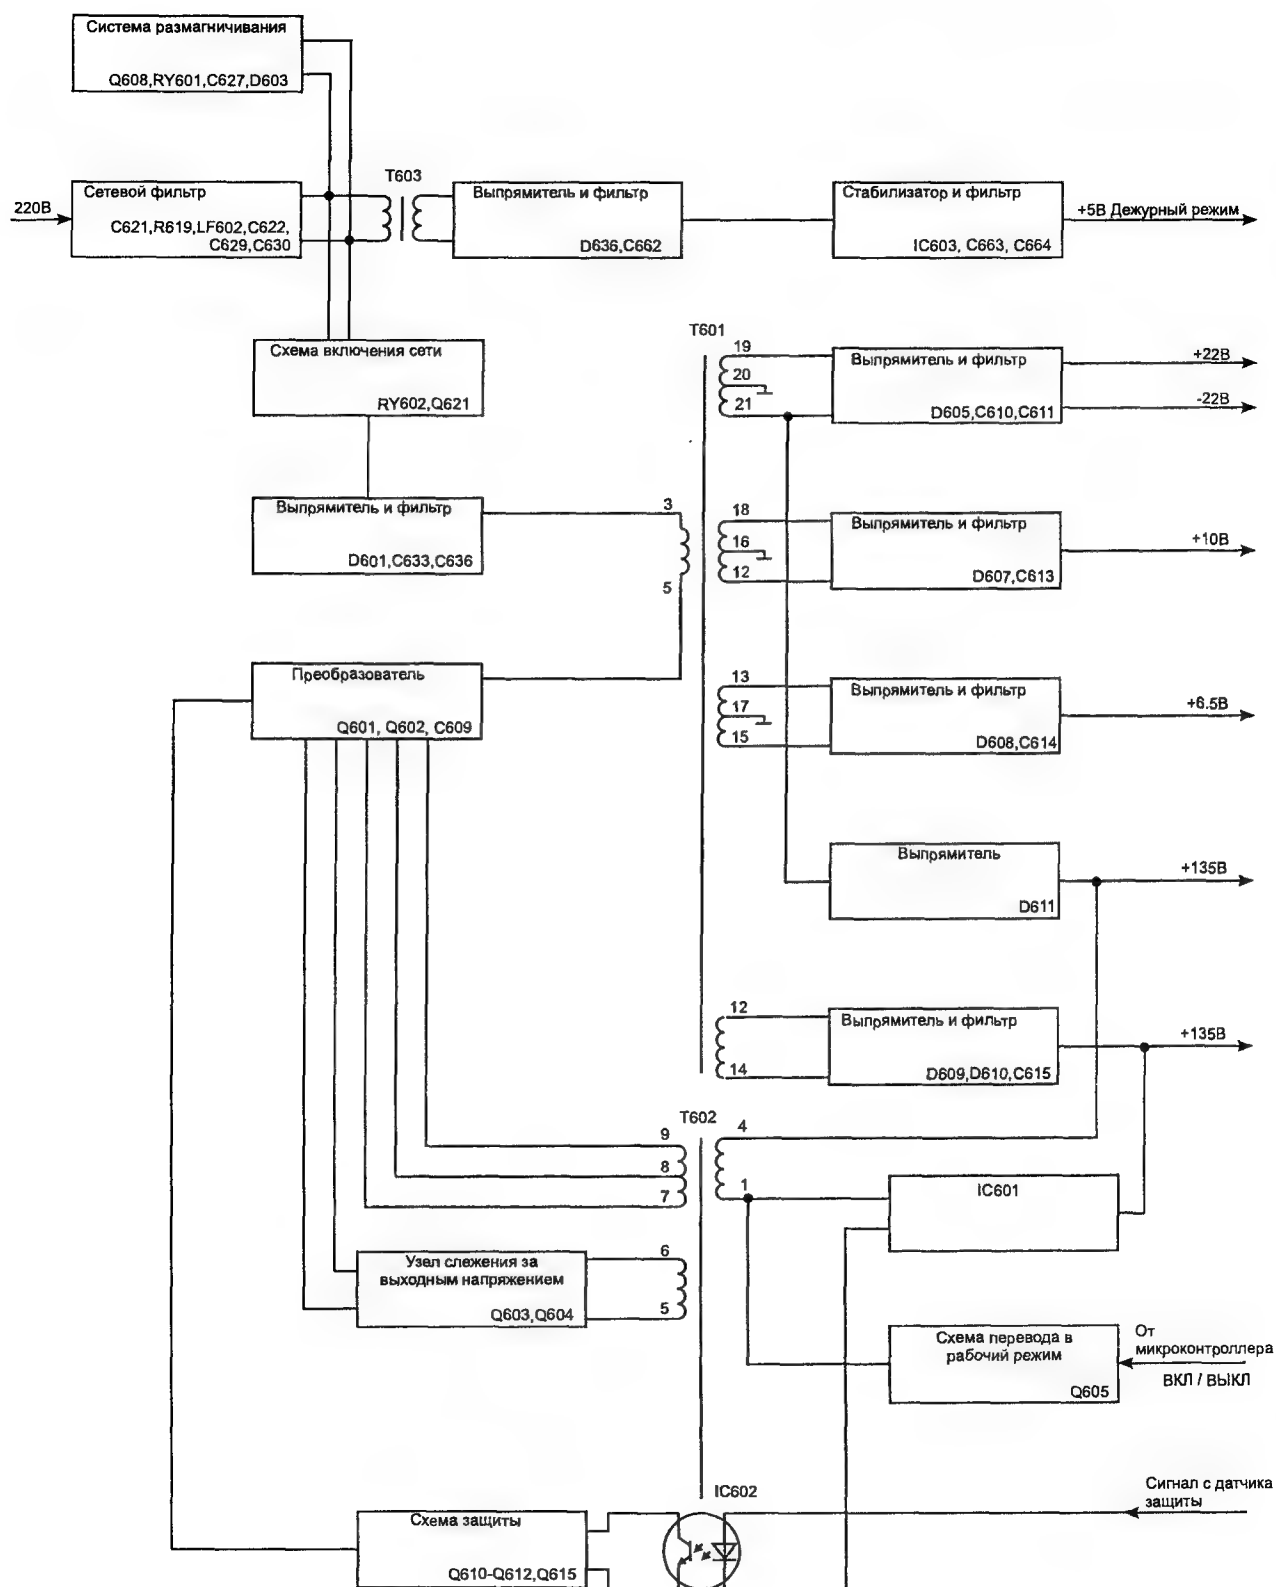 Система размагничивания
Q608,RY601,C627,D603
220В
Сетевой фильтр
C621,R619,LF602,C622,
C629,C630
T603
Выпрямитель и фильтр
D636,C662
Стабилизатор и фильтр
IC603, C663, C664
+5В Дежурный режим
Схема включения сети
RY602,Q621
T601
19
20
21
Выпрямитель и фильтр
D605,C610,C611
+22В
-22В
Выпрямитель и фильтр
D601,C633,C636
3
5
18
16
12
Выпрямитель и фильтр
D607,C613
+10В
Преобразователь
Q601, Q602, C609
13
17
15
Выпрямитель и фильтр
D608,C614
+6.5В
Выпрямитель
D611
+135В
12
14
Выпрямитель и фильтр
D609,D610,C615
+135В
T602
9
8
7
4
1
IC601
6
5
Узел слежения за
выходным напряжением
Q603,Q604
Схема перевода в
рабочий режим
Q605
От
микроконтроллера
ВКЛ / ВЫКЛ
IC602
Сигнал с датчика
защиты
Схема защиты
Q610-Q612,Q615